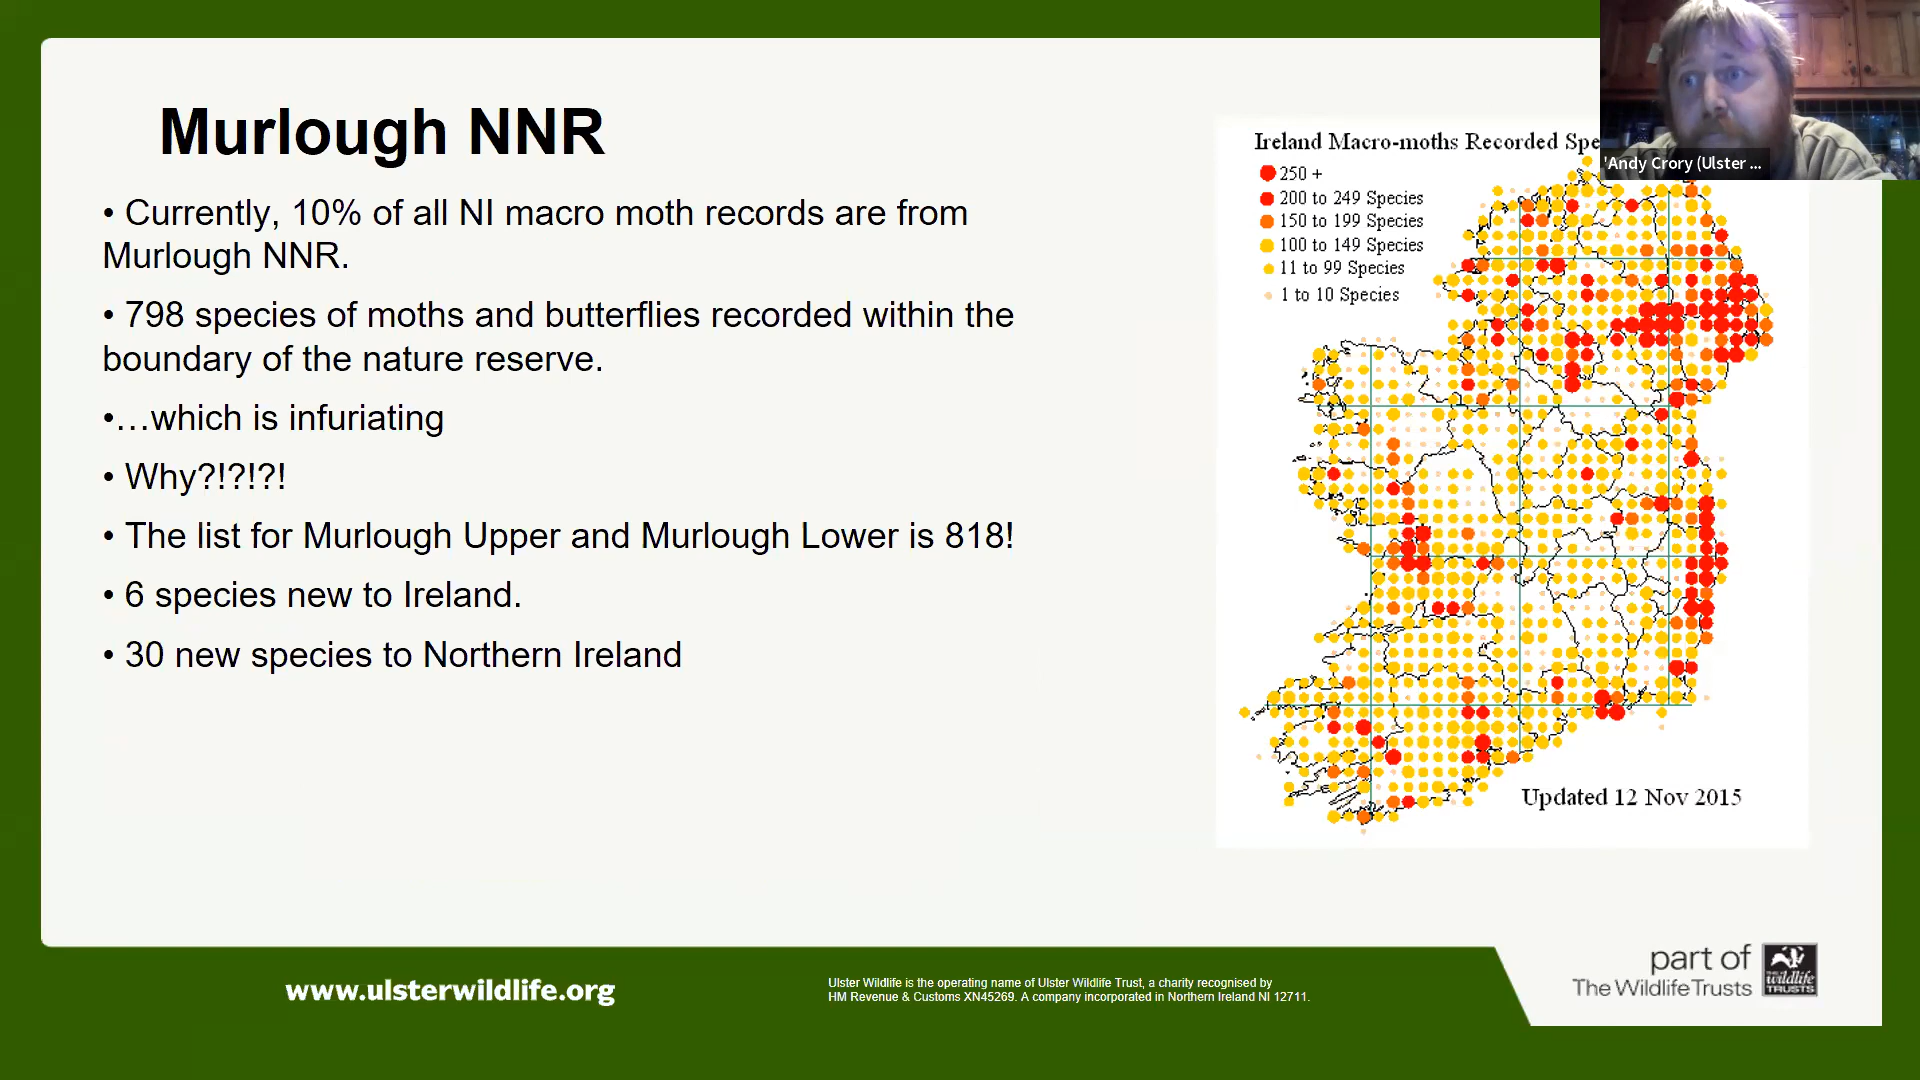 Murlough NNR
• Currently, 10% of all NI macro moth records are from
Murlough NNR.
• 798 species of moths and butterflies recorded within the
boundary of the nature reserve.
•…which is infuriating
• Why?!?!?!
• The list for Murlough Upper and Murlough Lower is 818!
• 6 species new to Ireland.
• 30 new species to Northern Ireland
Ireland Macro-moths Recorded Spe
250 +
200 to 249 Species
150 to 199 Species
100 to 149 Species
11 to 99 Species
1 to 10 Species
Updated 12 Nov 2015
'Andy Crory (Ulster ...
www.ulsterwildlife.org
Ulster Wildlife is the operating name of Ulster Wildlife Trust, a charity recognised by
HM Revenue & Customs XN45269. A company incorporated in Northern Ireland NI 12711.
part of
The Wildlife Trusts
wildlife
TRUSTS